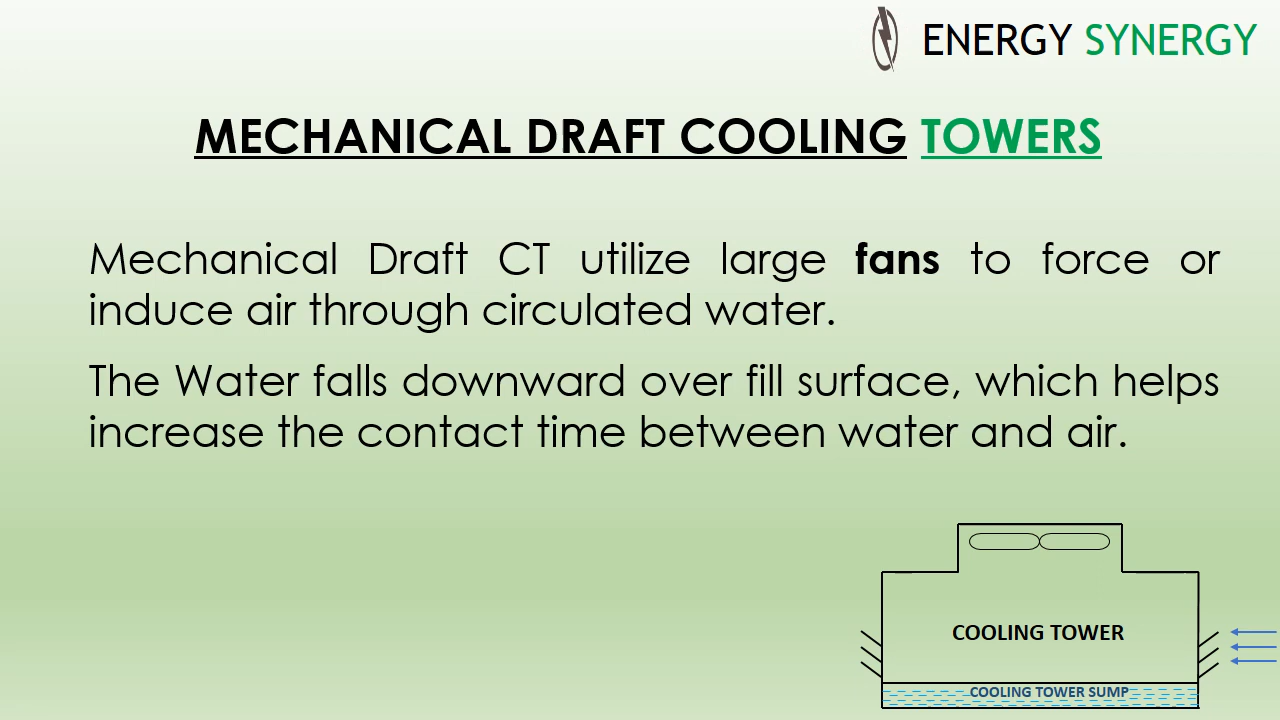 ENERGY SYNERGY
MECHANICAL DRAFT COOLING TOWERS
Mechanical Draft CT utilize large fans to force or
induce air through circulated water.
The Water falls downward over fill surface, which helps
increase the contact time between water and air.
COOLING TOWER
COOLING TOWER SUMP